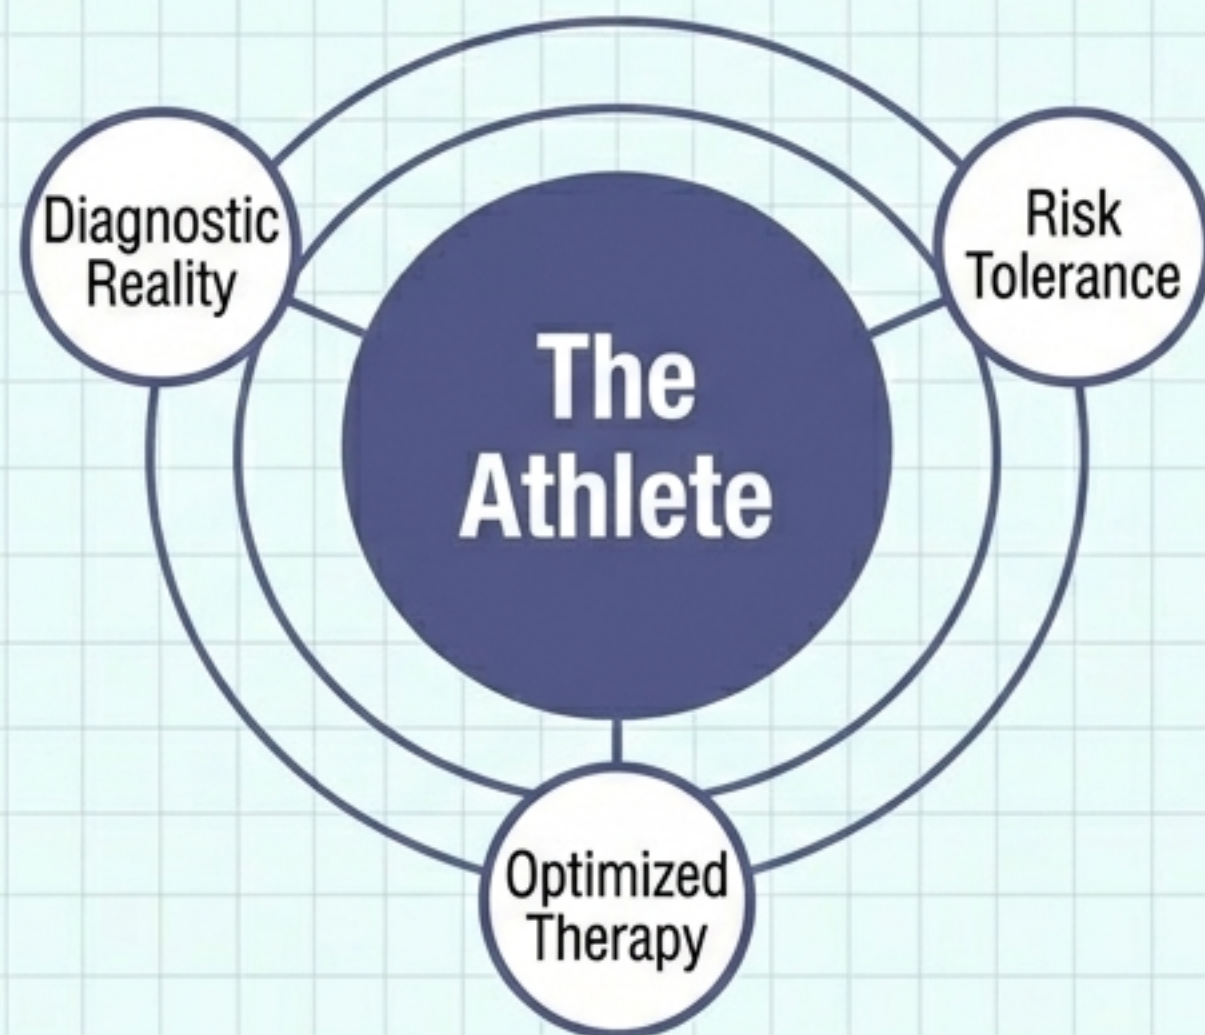 Diagnostic
Reality
Risk
Tolerance
The
Athlete
Optimized
Therapy